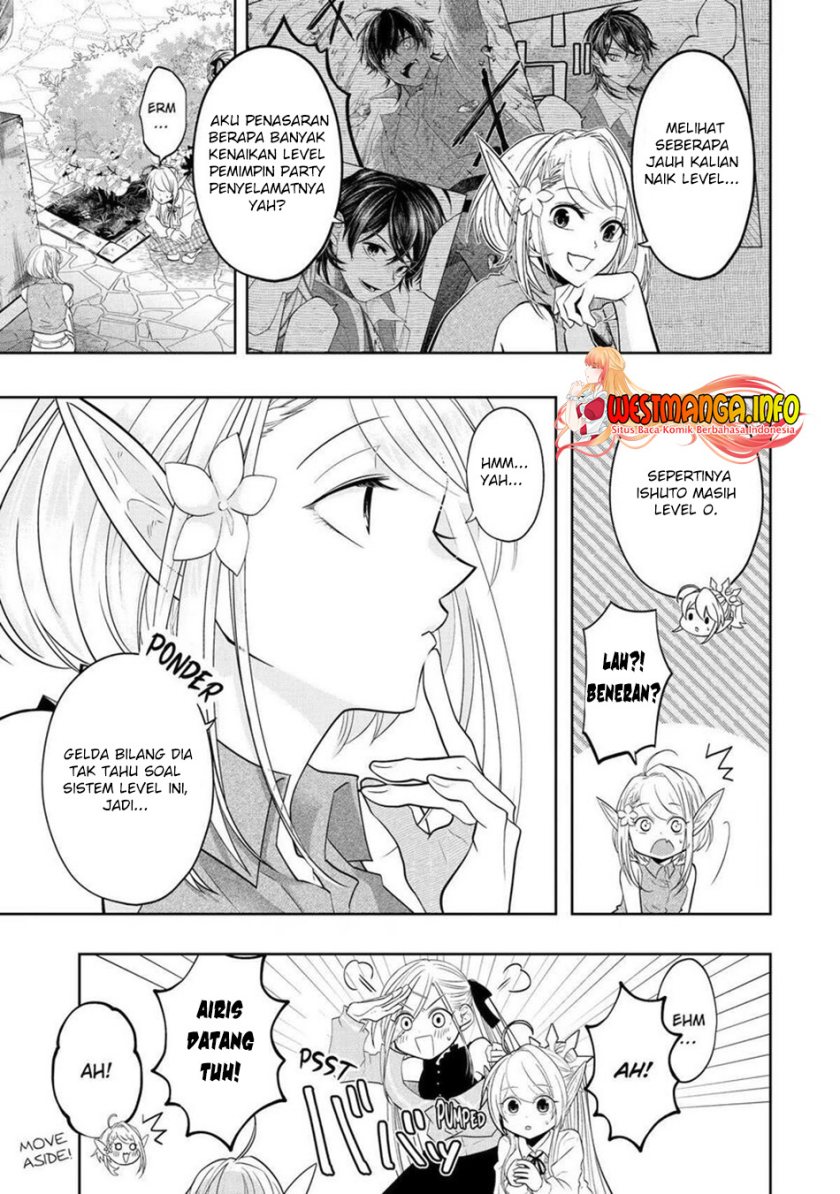 MELIHAT
SEBERAPA
JAUH KALIAN
NAIK LEVEL...
AKU PENASARAN
BERAPA BANYAK
KENAIKAN LEVEL
PEMIMPIN PARTY
PENYELAMATNYA
YAH?
ERM
...
WESTMANGA.INFO
Situs Baca Komik Berbahasa Indonesia
SEPERTINYA
ISHUTO MASIH
LEVEL 0.
LAH?!
BENERAN?
HMM...
YAH...
PONDER
GELDA BILANG DIA
TAK TAHU SOAL
SISTEM LEVEL INI,
JADI...
EHM
...
AH!
AIRIS
DATANG
TUH!
PSST
PUMPED
AH!
MOVE
ASIDE!